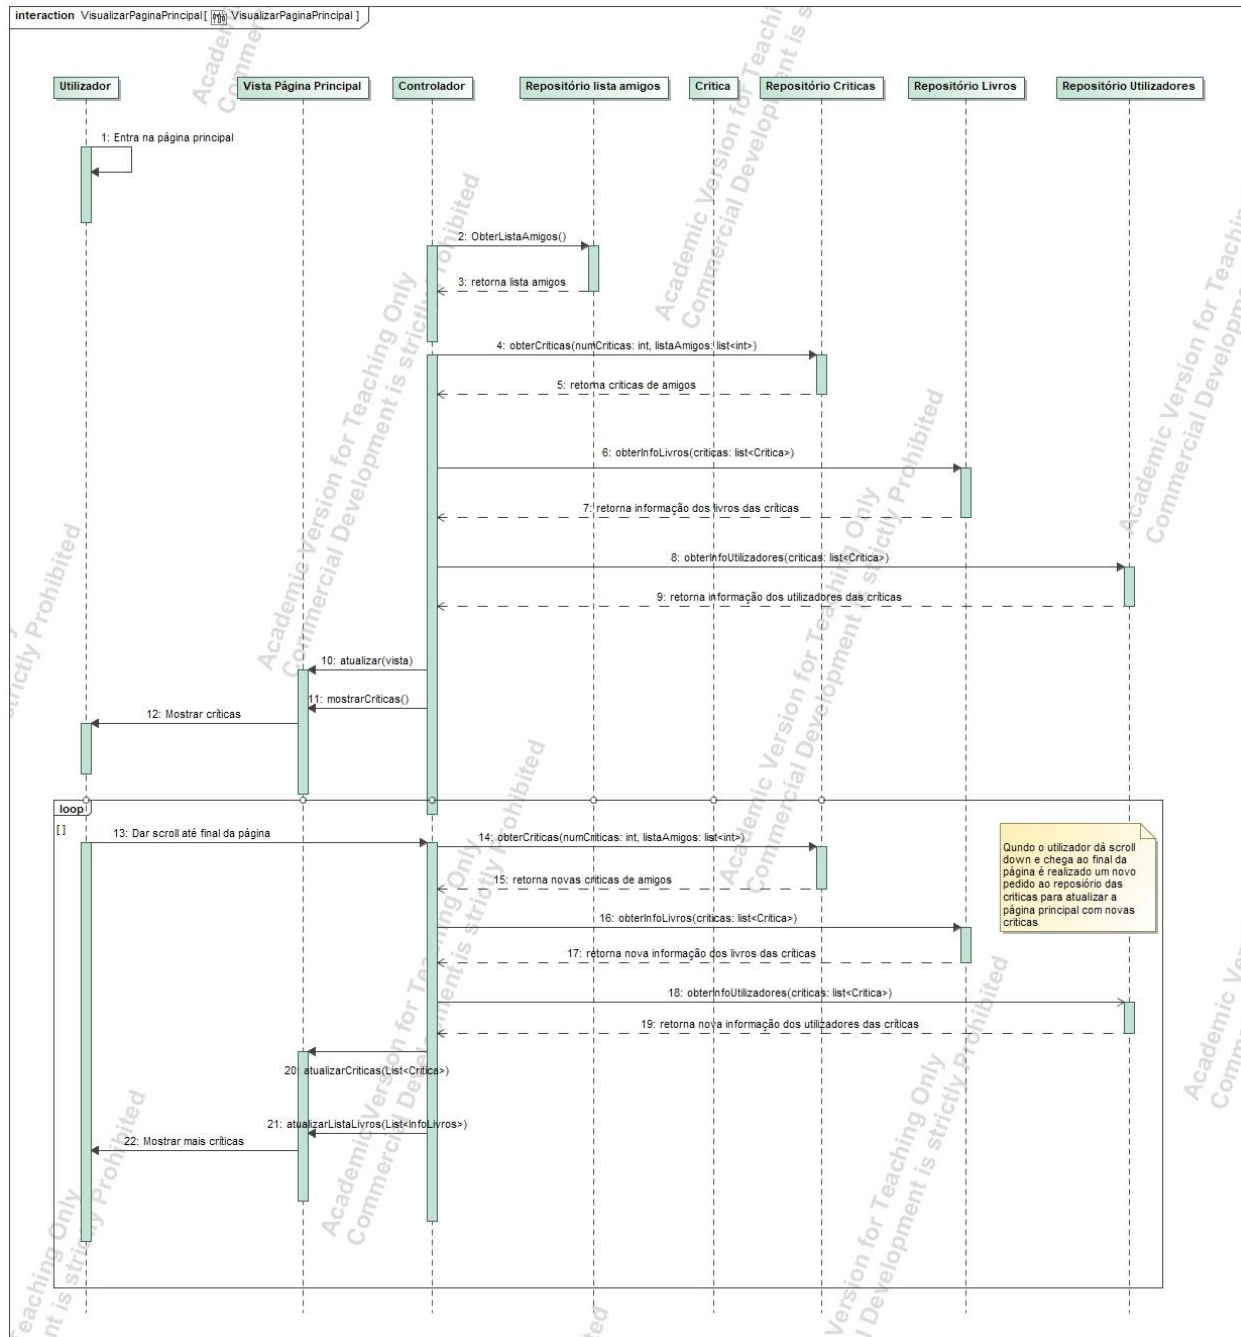 interaction VisualizarPaginaPrincipal[ VisualizarPaginaPrincipal ]
Utilizador
Vista Página Principal
Controlador
Repositório lista amigos
Critica
Repositório Criticas
Repositório Livros
Repositório Utilizadores
1: Entra na página principal
2: ObterListaAmigos()
3: retorna lista amigos
4: obterCriticas(numCriticas: int, listaAmigos: list<int>)
5: retorna criticas de amigos
6: obterInfoLivros(criticas: list<Critica>)
7: retorna informação dos livros das críticas
8: obterInfoUtilizadores(criticas: list<Critica>)
9: retorna informação dos utilizadores das críticas
10: atualizar(vista)
11: mostrarCriticas()
12: Mostrar críticas
loop
[ ]
13: Dar scroll até final da página
14: obterCriticas(numCriticas: int, listaAmigos: list<int>)
15: retorna novas criticas de amigos
Qundo o utilizador dá scroll
down e chega ao final da
página é realizado um novo
pedido ao reposiório das
criticas para atualizar a
página principal com novas
criticas
16: obterInfoLivros(criticas: list<Critica>)
17: retorna nova informação dos livros das críticas
18: obterInfoUtilizadores(criticas: list<Critica>)
19: retorna nova informação dos utilizadores das críticas
20: atualizarCriticas(List<Critica>)
21: atualizarListaLivros(List<InfoLivros>)
22: Mostrar mais críticas
Academic Version for Teaching Only
Commercial Development is strictly Prohibited